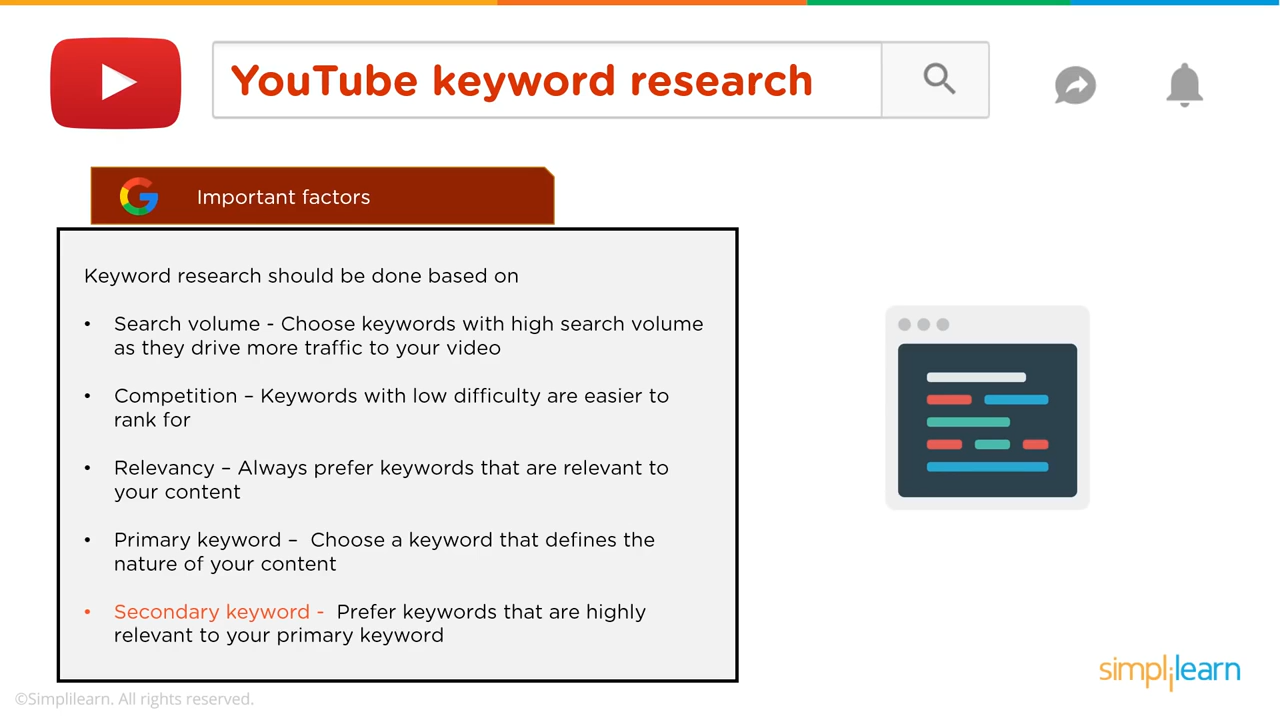 YouTube keyword research
Important factors
Keyword research should be done based on
• Search volume - Choose keywords with high search volume
as they drive more traffic to your video
• Competition – Keywords with low difficulty are easier to
rank for
• Relevancy – Always prefer keywords that are relevant to
your content
• Primary keyword –  Choose a keyword that defines the
nature of your content
• Secondary keyword -  Prefer keywords that are highly
relevant to your primary keyword
simplilearn
©Simplilearn. All rights reserved.